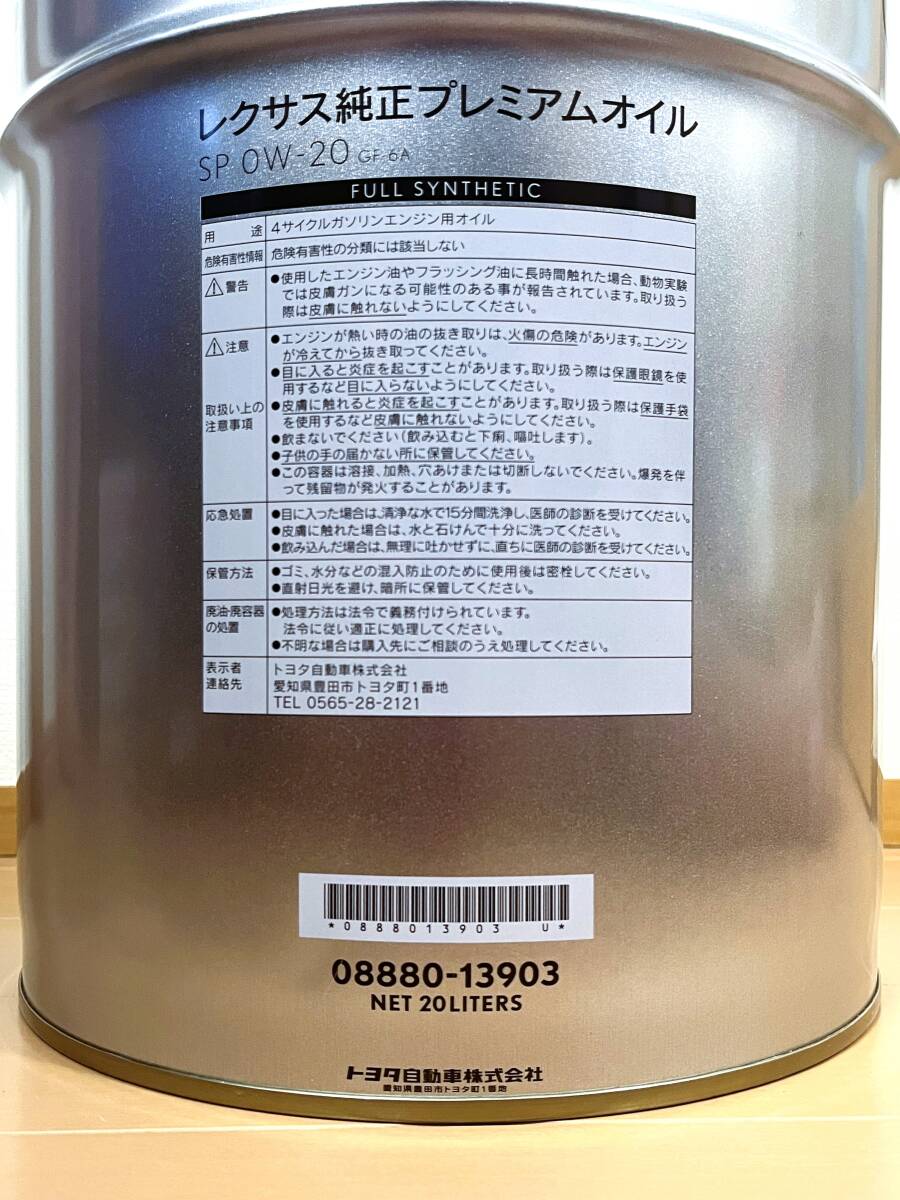 レクサス純正プレミアムオイル
SP 0W-20 GF-6A
FULL SYNTHETIC
用途 4サイクルガソリンエンジン用オイル
危険有害性情報 危険有害性の分類には該当しない
⚠警告 ●使用したエンジン油やフラッシング油に長時間触れた場合、動物実験
では皮膚ガンになる可能性のある事が報告されています。取り扱う
際は皮膚に触れないようにしてください。
⚠注意 ●エンジンが熱い時の油の抜き取りは、火傷の危険があります。エンジン
が冷えてから抜き取ってください。
●目に入ると炎症を起こすことがあります。取り扱う際は保護眼鏡を使
用するなど目に入らないようにしてください。
取扱い上の
注意事項
●皮膚に触れると炎症を起こすことがあります。取り扱う際は保護手袋
を使用するなど皮膚に触れないようにしてください。
●飲まないでください(飲み込むと下痢、嘔吐します)。
●子供の手の届かない所に保管してください。
●この容器は溶接、加熱、穴あけまたは切断しないでください。爆発を伴
って残留物が発火することがあります。
応急処置 ●目に入った場合は、清浄な水で15分間洗浄し、医師の診断を受けてください。
●皮膚に触れた場合は、水と石けんで十分に洗ってください。
●飲み込んだ場合は、無理に吐かせずに、直ちに医師の診断を受けてください。
保管方法 ●ゴミ、水分などの混入防止のために使用後は密栓してください。
●直射日光を避け、暗所に保管してください。
廃油・廃容器
の処置
●処理方法は法令で義務付けられています。
法令に従い適正に処理してください。
●不明な場合は購入先にご相談のうえ処理してください。
表示者
連絡先
トヨタ自動車株式会社
愛知県豊田市トヨタ町1番地
TEL 0565-28-2121
*0888013903 U*
08880-13903
NET 20LITERS
トヨタ自動車株式会社
愛知県豊田市トヨタ町1番地